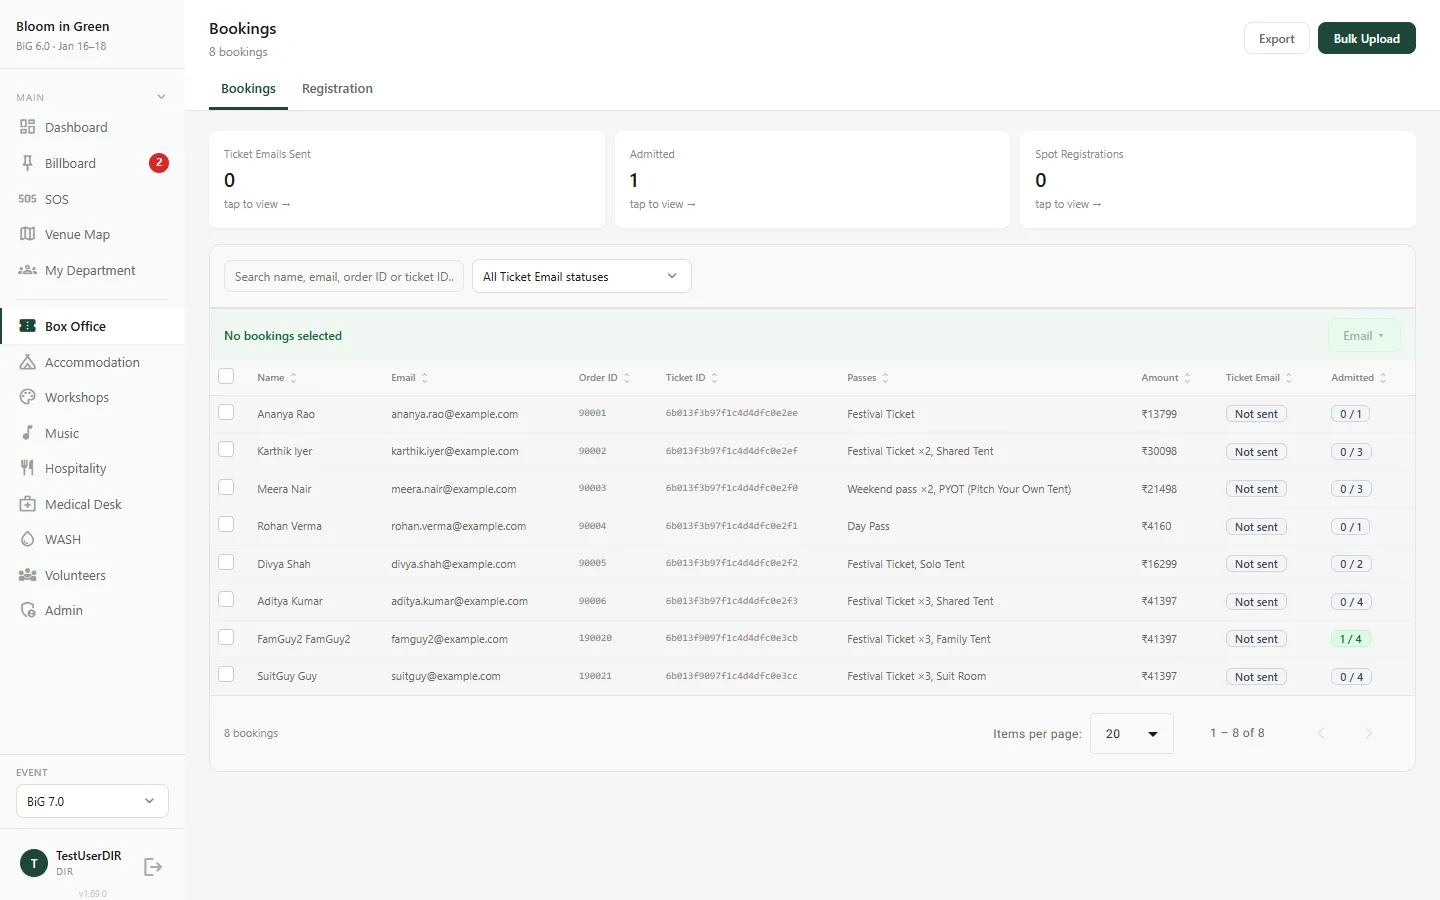 Bloom in Green
BiG 6.0 · Jan 16–18
MAIN
Dashboard
Billboard 2
SOS SOS
Venue Map
My Department
Box Office
Accommodation
Workshops
Music
Hospitality
Medical Desk
WASH
Volunteers
Admin
EVENT
BiG 7.0
T TestUserDIR
DIR
v1.69.0
Bookings
8 bookings
Export Bulk Upload
Bookings Registration
Ticket Emails Sent
0
tap to view →
Admitted
1
tap to view →
Spot Registrations
0
tap to view →
Search name, email, order ID or ticket ID.. All Ticket Email statuses
No bookings selected Email
Name Email Order ID Ticket ID Passes Amount Ticket Email Admitted
Ananya Rao ananya.rao@example.com 90001 6b013f3b97f1c4d4dfc0e2ee Festival Ticket ₹13799 Not sent 0 / 1
Karthik Iyer karthik.iyer@example.com 90002 6b013f3b97f1c4d4dfc0e2ef Festival Ticket ×2, Shared Tent ₹30098 Not sent 0 / 3
Meera Nair meera.nair@example.com 90003 6b013f3b97f1c4d4dfc0e2f0 Weekend pass ×2, PYOT (Pitch Your Own Tent) ₹21498 Not sent 0 / 3
Rohan Verma rohan.verma@example.com 90004 6b013f3b97f1c4d4dfc0e2f1 Day Pass ₹4160 Not sent 0 / 1
Divya Shah divya.shah@example.com 90005 6b013f3b97f1c4d4dfc0e2f2 Festival Ticket, Solo Tent ₹16299 Not sent 0 / 2
Aditya Kumar aditya.kumar@example.com 90006 6b013f3b97f1c4d4dfc0e2f3 Festival Ticket ×3, Shared Tent ₹41397 Not sent 0 / 4
FamGuy2 FamGuy2 famguy2@example.com 190020 6b013f9097f1c4d4dfc0e3cb Festival Ticket ×3, Family Tent ₹41397 Not sent 1 / 4
SuitGuy Guy suitguy@example.com 190021 6b013f9097f1c4d4dfc0e3cc Festival Ticket ×3, Suit Room ₹41397 Not sent 0 / 4
8 bookings Items per page: 20 1 – 8 of 8